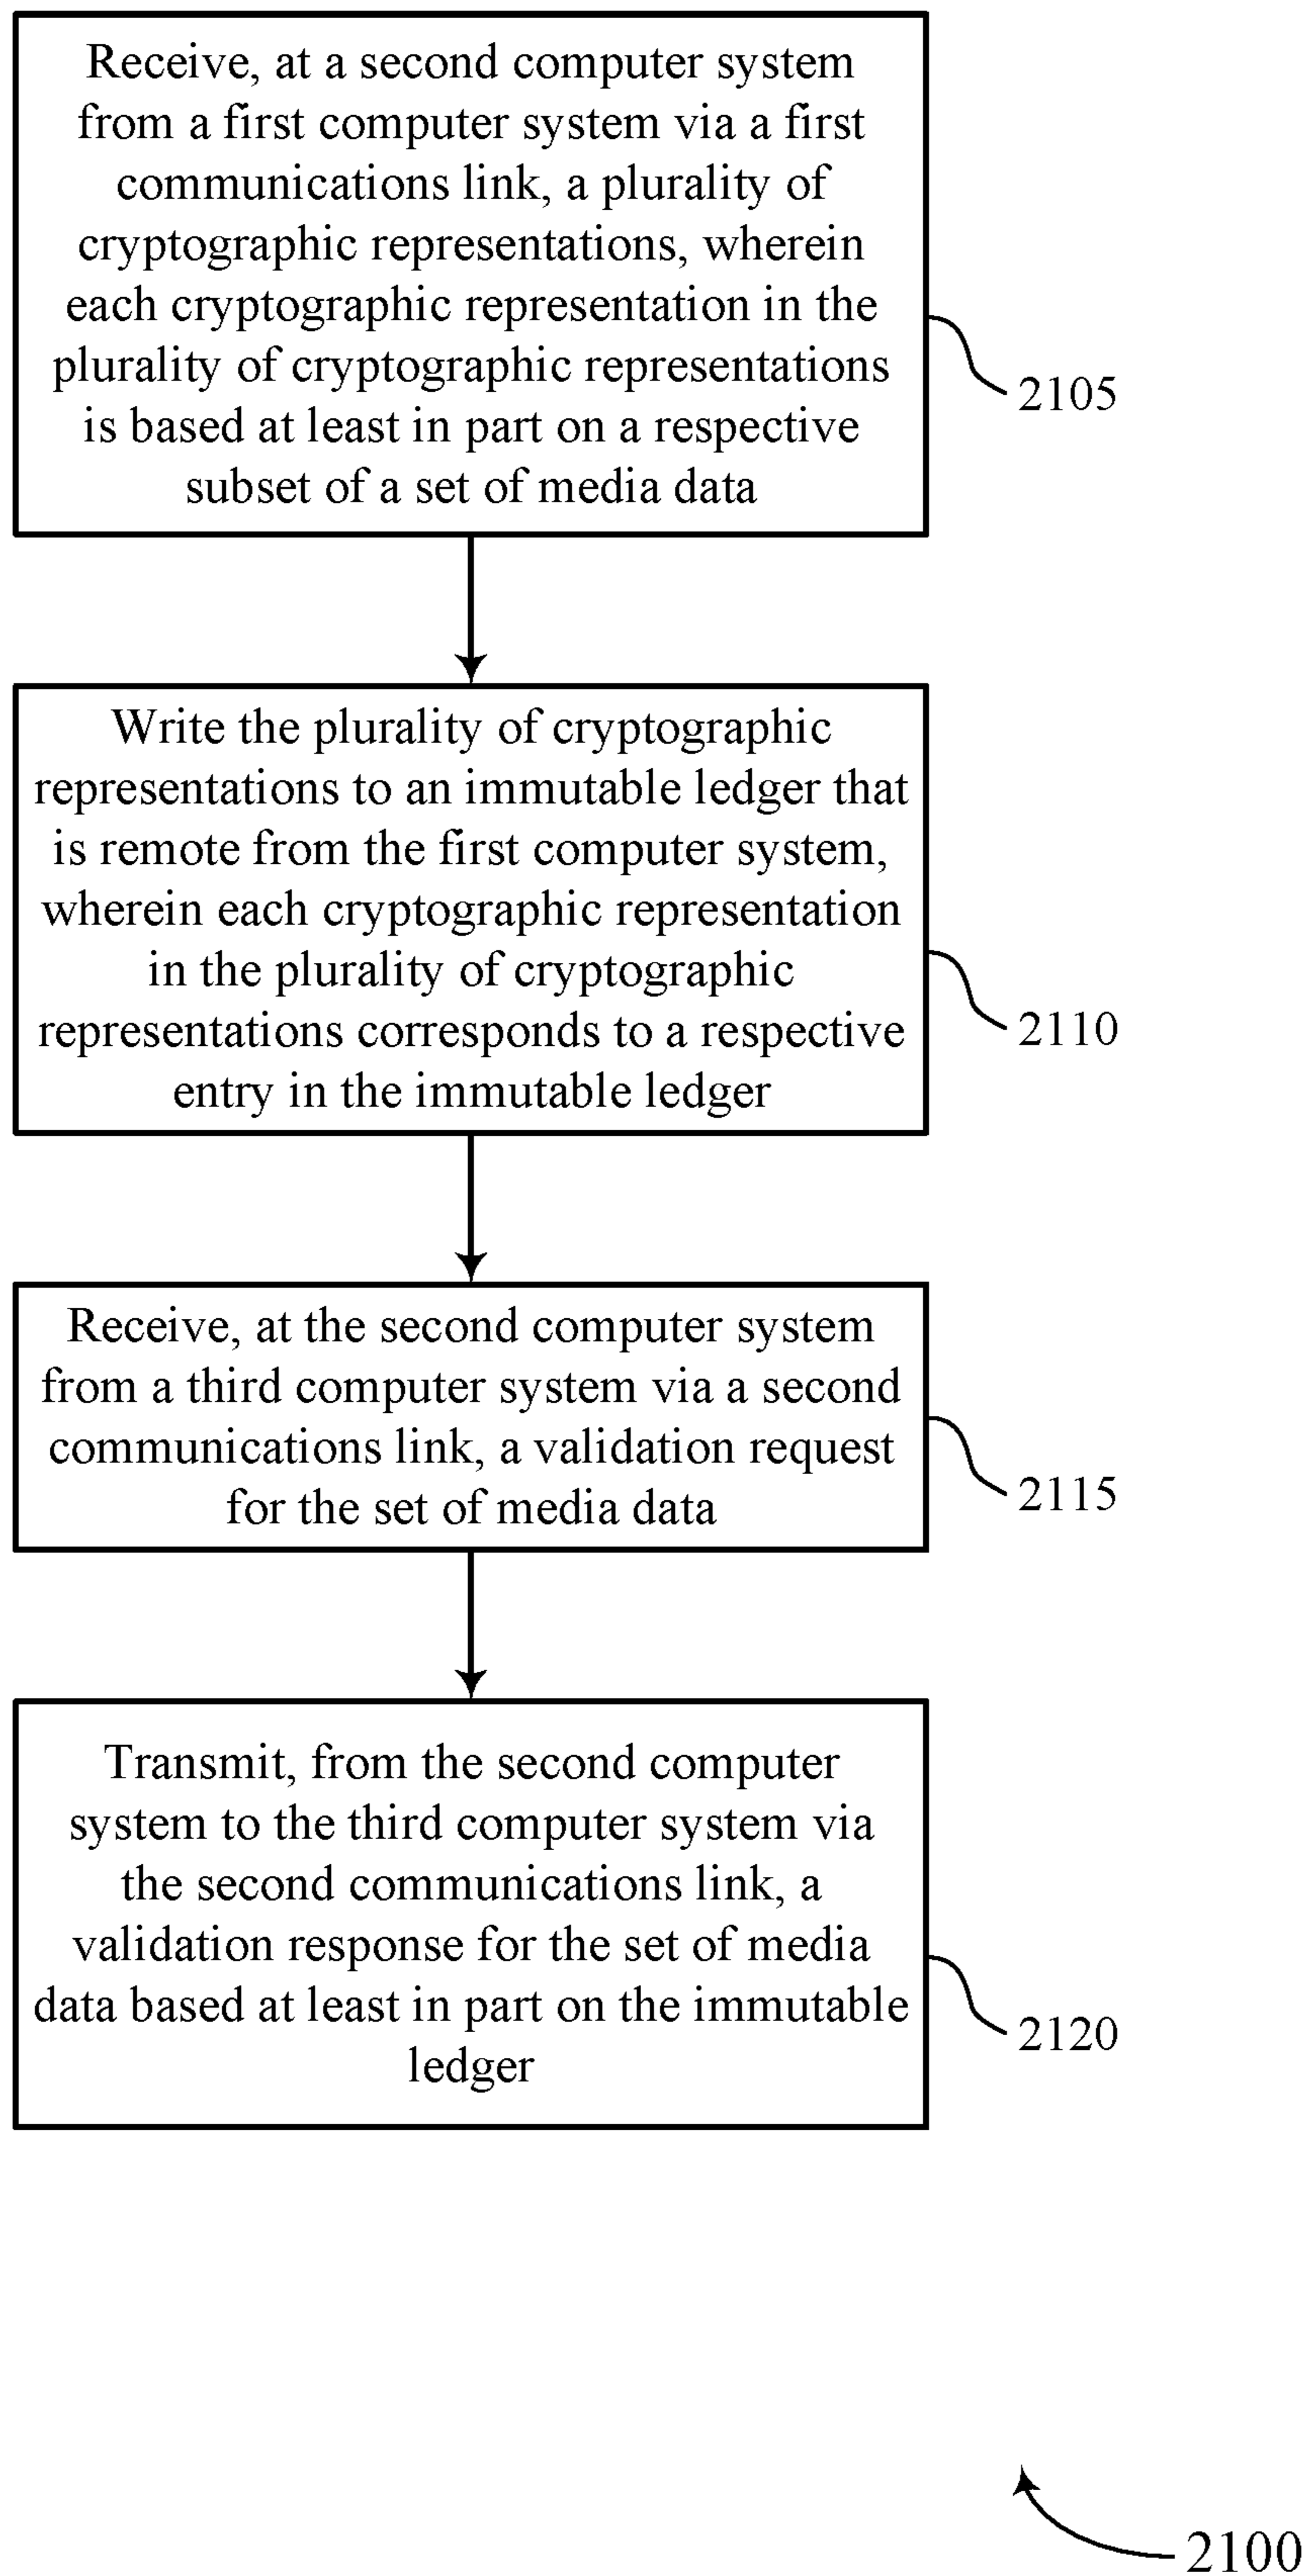 Receive, at a second computer system
from a first computer system via a first
communications link, a plurality of
cryptographic representations, wherein
each cryptographic representation in the
plurality of cryptographic representations
is based at least in part on a respective
subset of a set of media data
2105
Write the plurality of cryptographic
representations to an immutable ledger that
is remote from the first computer system,
wherein each cryptographic representation
in the plurality of cryptographic
representations corresponds to a respective
entry in the immutable ledger
2110
Receive, at the second computer system
from a third computer system via a second
communications link, a validation request
for the set of media data
2115
Transmit, from the second computer
system to the third computer system via
the second communications link, a
validation response for the set of media
data based at least in part on the immutable
ledger
2120
2100